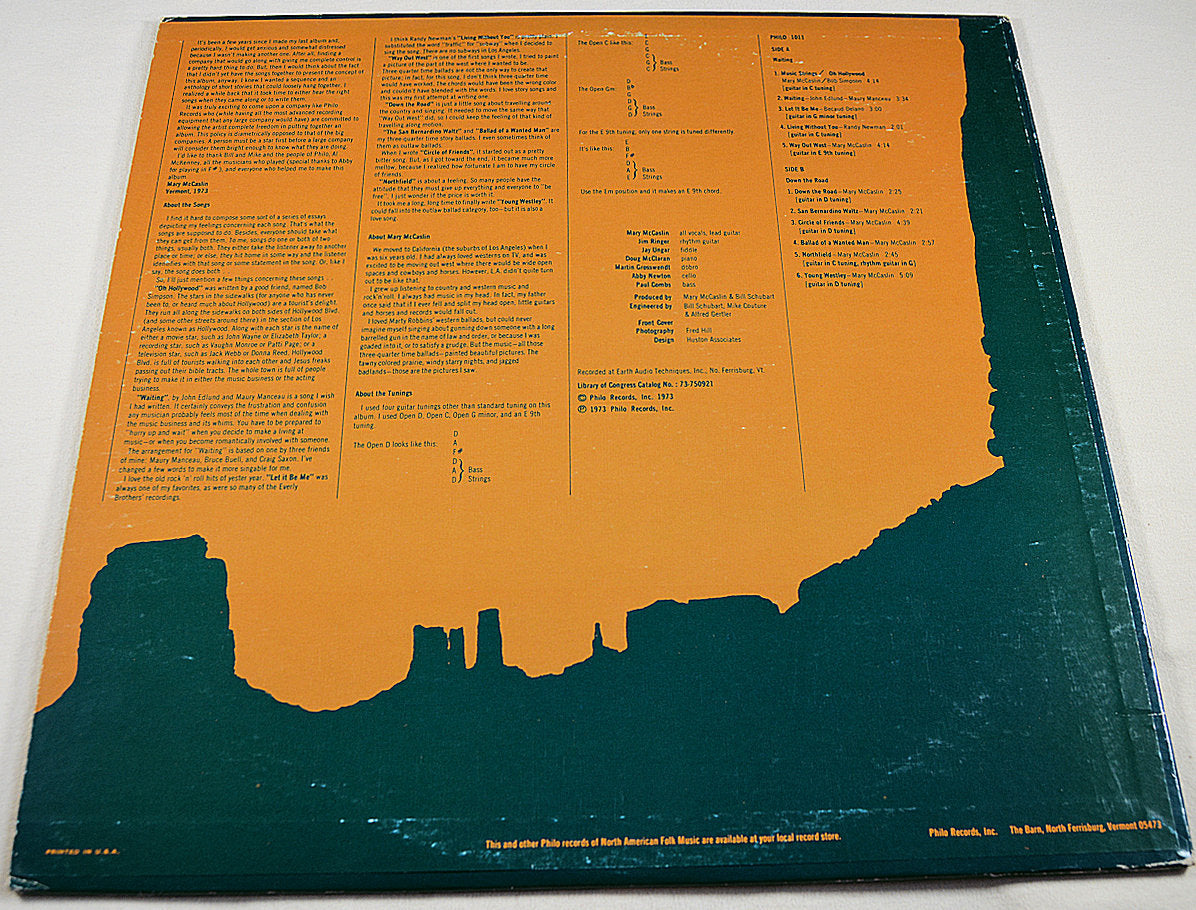 It's been a few years since I made my last album and,
periodically, I would get anxious and somewhat distressed
because I wasn't making another one. After all, finding a
company that would go along with giving me complete control is
a pretty hard thing to do. But, then I would think about the fact
that I didn't yet have the songs together to present the concept of
this album; anyway, I knew I wanted a sequence and an
anthology of short stories that could loosely hang together. I
realized a while back that it took time to either hear the right
songs when they came along or to write them.
It was truly exciting to come upon a company like Philo
Records who (while having all the most advanced recording
equipment that any large company would have) are committed to
allowing the artist complete freedom in putting together an
album. This policy is diametrically opposed to that of the big
companies. A person must be a star first before a large company
will consider them bright enough to know what they are doing.
I'd like to thank Bill and Mike and the people of Philo, Al
McKenney, all the musicians who played (special thanks to Abby
for playing in F#), and everyone who helped me to make this
album.
Mary McCaslin
Vermont, 1973
About the Songs
I find it hard to compose some sort of a series of essays
depicting my feelings concerning each song. That's what the
songs are supposed to do. Besides, everyone should take what
they can get from them. To me, songs do one or both of two
things, usually both. They either take the listener away to another
place or time; or else, they hit home in some way and the listener
identifies with that song or some statement in the song. Or, like I
say, the song does both.
So, I'll just mention a few things concerning these songs . . .
"Oh Hollywood" was written by a good friend, named Bob
Simpson. The stars in the sidewalks (for anyone who has never
been to, or heard much about Hollywood) are a tourist's delight.
They run all along the sidewalks on both sides of Hollywood Blvd.
(and some other streets around there) in the section of Los
Angeles known as Hollywood. Along with each star is the name of
either a movie star, such as John Wayne or Elizabeth Taylor; a
recording star, such as Vaughn Monroe or Patti Page; or a
television star, such as Jack Webb or Donna Reed. Hollywood
Blvd. is full of tourists walking into each other and Jesus freaks
passing out their bible tracts. The whole town is full of people
trying to make it in either the music business or the acting
business.
"Waiting", by John Edlund and Maury Manceau is a song I wish
I had written. It certainly conveys the frustration and confusion
any musician probably feels most of the time when dealing with
the music business and its whims. You have to be prepared to
"hurry up and wait" when you decide to make a living at
music—or when you become romantically involved with someone.
The arrangement for "Waiting" is based on one by three friends
of mine: Maury Manceau, Bruce Buell, and Craig Saxon. I've
changed a few words to make it more singable for me.
I love the old rock 'n' roll hits of yester year. "Let it Be Me" was
always one of my favorites, as were so many of the Everly
Brothers' recordings.
I think Randy Newman's "Living Without You"
substituted the word "traffic" for "subway" when I decided to
sing the song. There are no subways in Los Angeles.
"Way Out West" is one of the first songs I wrote. I tried to paint
a picture of the part of the west where I wanted to be.
Three quarter time ballads are not the only way to create that
picture; in fact, for this song, I don't think three quarter time
would have worked. The chords would have been the wrong color
and couldn't have blended with the words. I love story songs and
this was my first attempt at writing one.
"Down the Road" is just a little song about travelling around
the country and singing. It needed to move the same way that
"Way Out West" did, so I could keep the feeling of that kind of
travelling along motion.
"The San Bernardino Waltz" and "Ballad of a Wanted Man" are
my three-quarter time story ballads. I even sometimes think of
them as outlaw ballads.
When I wrote "Circle of Friends", it started out as a pretty
bitter song. But, as I got toward the end, it became much more
mellow, because I realized how fortunate I am to have my circle
of friends.
"Northfield" is about a feeling. So many people have the
attitude that they must give up everything and everyone to "be
free". I just wonder if the price is worth it.
It took me a long, long time to finally write "Young Westley". It
could fall into the outlaw ballad category, too—but it is also a
love song.
About Mary McCaslin
We moved to California (the suburbs of Los Angeles) when I
was six years old. I had always loved westerns on TV, and was
excited to be moving out west where there would be wide open
spaces and cowboys and horses. However, L.A. didn't quite turn
out to be like that.
I grew up listening to country and western music and
rock'n'roll. I always had music in my head. In fact, my father
once said that if I ever fell and split my head open, little guitars
and horses and records would fall out.
I loved Marty Robbins' western ballads, but could never
imagine myself singing about gunning down someone with a long
barrelled gun in the name of law and order, or because I was
goaded into it, or to satisfy a grudge. But the music—all those
three-quarter time ballads—painted beautiful pictures. The
tawny colored prairie, windy starry nights, and jagged
badlands—those are the pictures I saw.
About the Tunings
I used four guitar tunings other than standard tuning on this
album. I used Open D, Open C, Open G minor, and an E 9th
tuning.
The Open D looks like this:
D
A
F#
D
A Bass
D Strings
The Open C like this:
E
C
G
C
G Bass
C Strings
The Open Gm:
D
Bb
G
D
G Bass
D Strings
For the E 9th tuning, only one string is tuned differently.
It's like this:
E
B
F#
D
A Bass
E Strings
Use the Em position and it makes an E 9th chord.
Mary McCaslin all vocals, lead guitar
Jim Ringer rhythm guitar
Jay Ungar fiddle
Doug McClaran piano
Martin Grosswendt dobro
Abby Newton cello
Paul Combs bass
Produced by Mary McCaslin & Bill Schubart
Engineered by Bill Schubart, Mike Couture
& Alfred Gertler
Front Cover
Photography Fred Hill
Design Huston Associates
Recorded at Earth Audio Techniques, Inc., No. Ferrisburg, Vt.
Library of Congress Catalog No. : 73-750921
© Philo Records, Inc. 1973
℗ 1973 Philo Records, Inc.
PHILO 1011
SIDE A
Waiting
1. Music Strings / Oh Hollywood
Mary McCaslin/Bob Simpson 4:14
[guitar in C tuning]
2. Waiting—John Edlund—Maury Manceau 3:34
3. Let It Be Me—Becaud Delano 3:00
[guitar in G minor tuning]
4. Living Without You—Randy Newman 2:01
[guitar in C tuning]
5. Way Out West—Mary McCaslin 4:14
[guitar in E 9th tuning]
SIDE B
Down the Road
1. Down the Road—Mary McCaslin 2:25
[guitar in D tuning]
2. San Bernardino Waltz—Mary McCaslin 2:21
3. Circle of Friends—Mary McCaslin 4:39
[guitar in D tuning]
4. Ballad of a Wanted Man—Mary McCaslin 2:57
5. Northfield—Mary McCaslin 2:45
[guitar in C tuning, rhythm guitar in G]
6. Young Westley—Mary McCaslin 5:09
[guitar in D tuning]
PRINTED IN U.S.A.
This and other Philo records of North American Folk Music are available at your local record store.
Philo Records, Inc. The Barn, North Ferrisburg, Vermont 05473